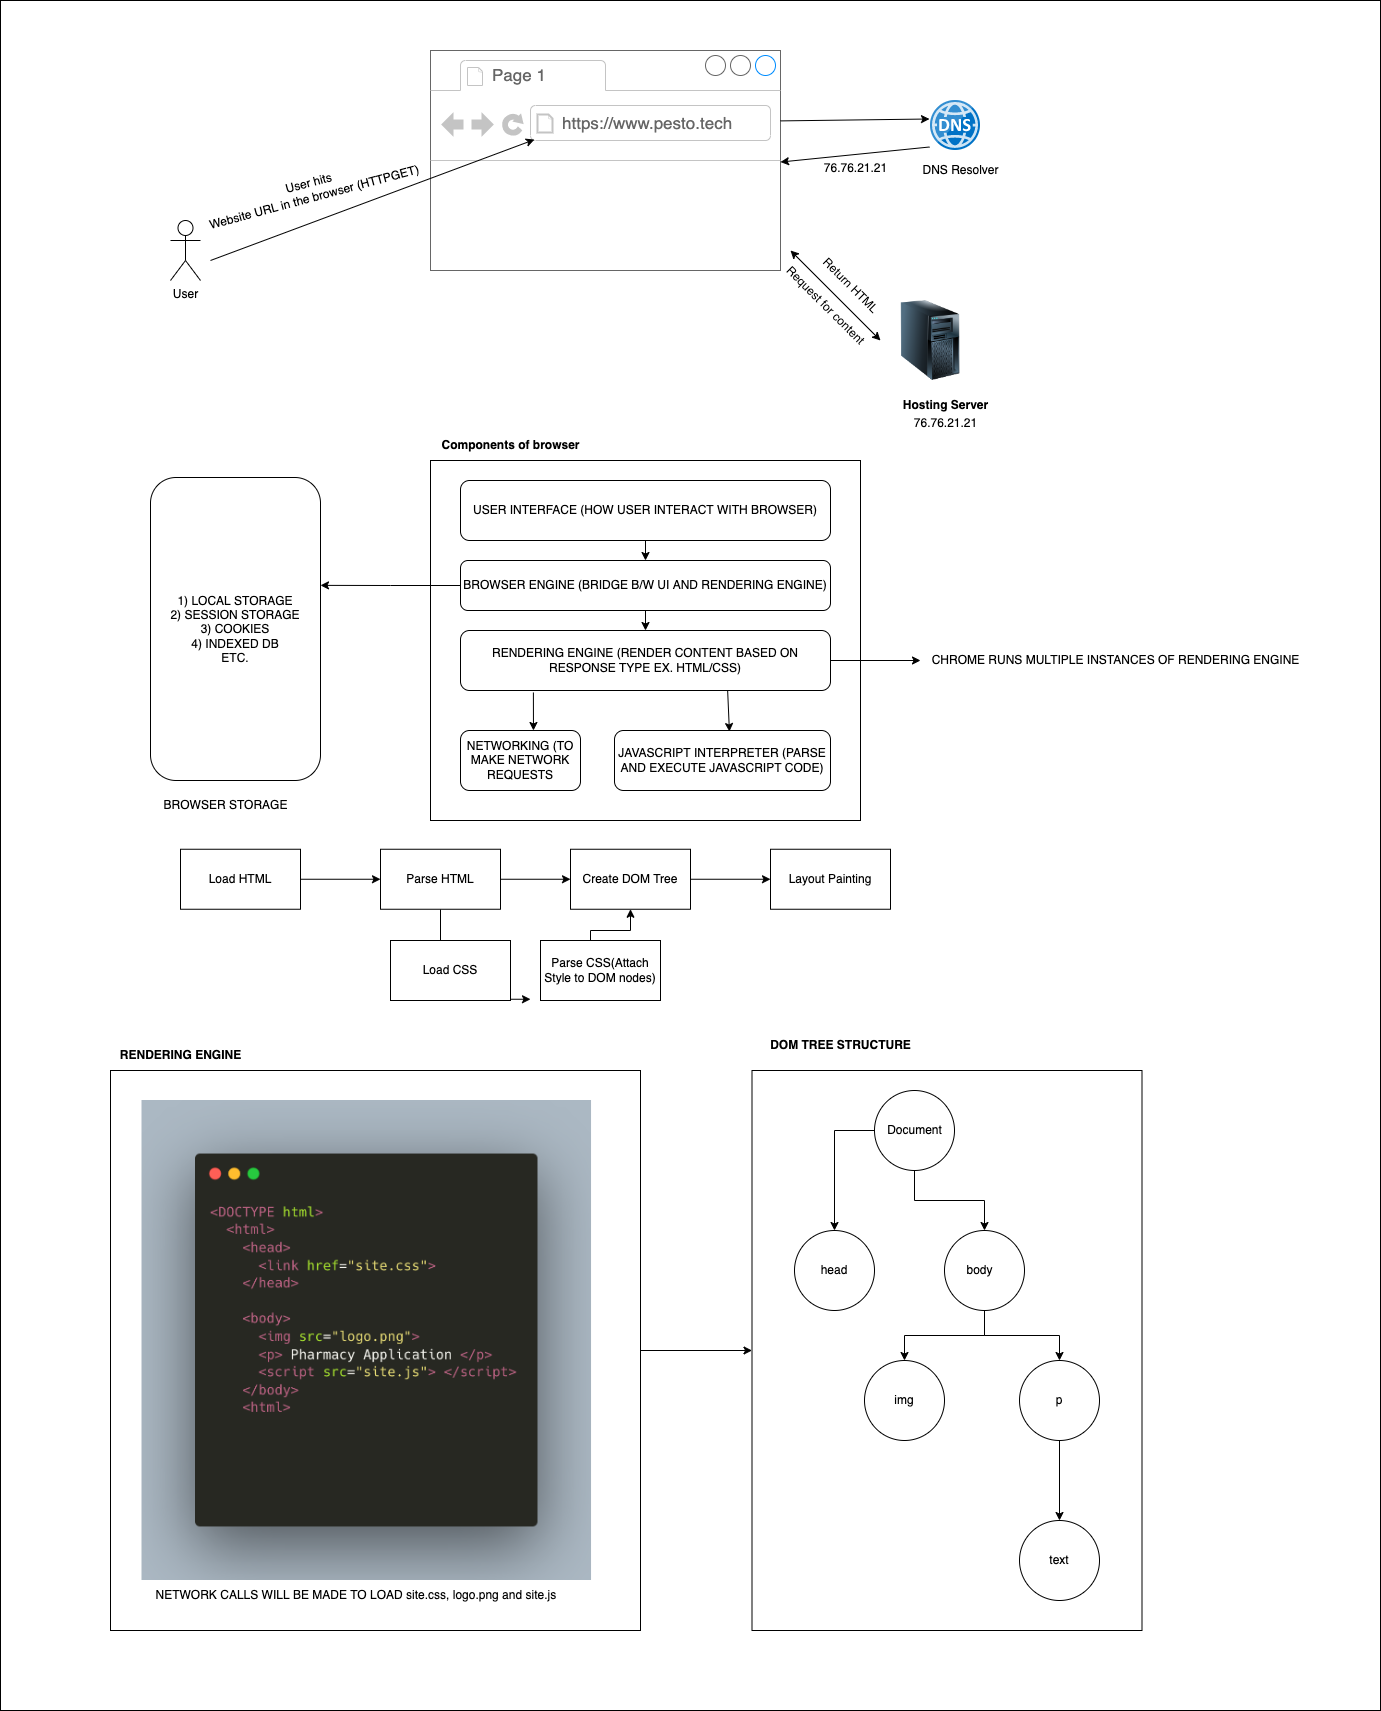 Page 1
https://www.pesto.tech
DNS
76.76.21.21
DNS Resolver
User hits
Website URL in the browser (HTTPGET)
User
Return HTML
Request for content
Hosting Server
76.76.21.21
Components of browser
USER INTERFACE (HOW USER INTERACT WITH BROWSER)
BROWSER ENGINE (BRIDGE B/W UI AND RENDERING ENGINE)
1) LOCAL STORAGE
2) SESSION STORAGE
3) COOKIES
4) INDEXED DB
ETC.
RENDERING ENGINE (RENDER CONTENT BASED ON
RESPONSE TYPE EX. HTML/CSS)
CHROME RUNS MULTIPLE INSTANCES OF RENDERING ENGINE
NETWORKING (TO
MAKE NETWORK
REQUESTS
JAVASCRIPT INTERPRETER (PARSE
AND EXECUTE JAVASCRIPT CODE)
BROWSER STORAGE
Load HTML
Parse HTML
Create DOM Tree
Layout Painting
Load CSS
Parse CSS(Attach
Style to DOM nodes)
RENDERING ENGINE
<DOCTYPE html>
<html>
<head>
<link href="site.css">
</head>
<body>
<img src="logo.png">
<p> Pharmacy Application </p>
<script src="site.js"> </script>
</body>
<html>
NETWORK CALLS WILL BE MADE TO LOAD site.css, logo.png and site.js
DOM TREE STRUCTURE
Document
head
body
img
p
text